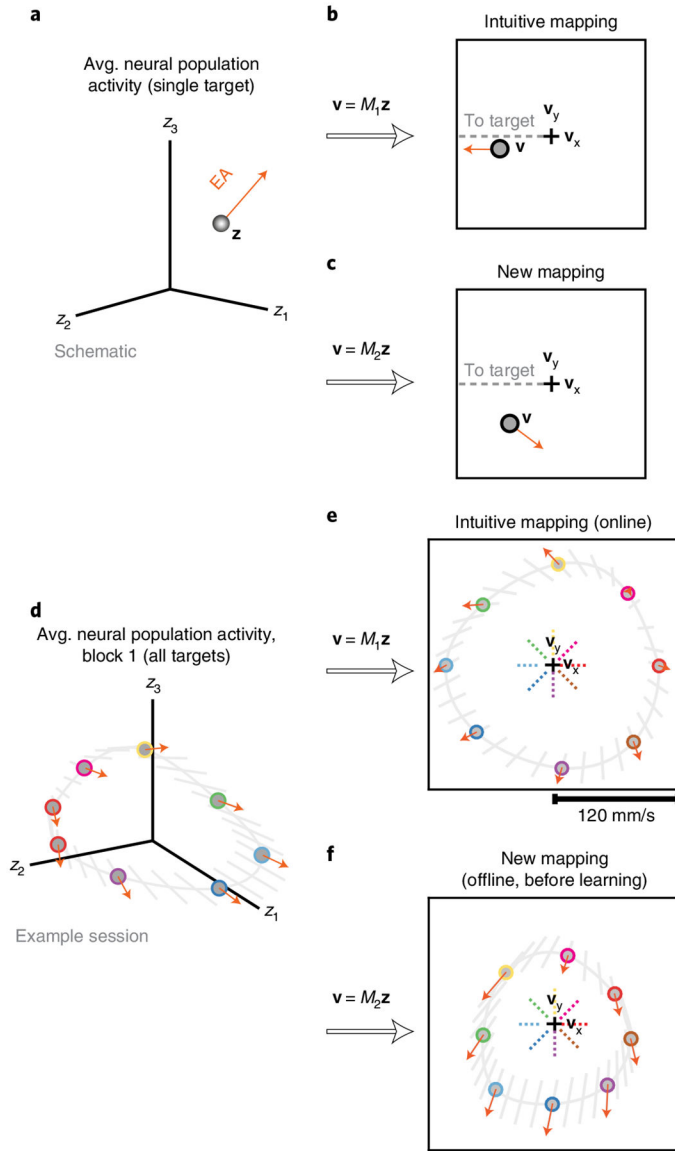 a
Avg. neural population
activity (single target)
z3
EA
z
z2
z1
Schematic
v = M1z
b
Intuitive mapping
To target
vy
vx
v
c
New mapping
v = M2z
To target
vy
vx
v
d
Avg. neural population activity,
block 1 (all targets)
z3
z2
z1
Example session
v = M1z
e
Intuitive mapping (online)
vy
vx
120 mm/s
f
New mapping
(offline, before learning)
v = M2z
vy
vx